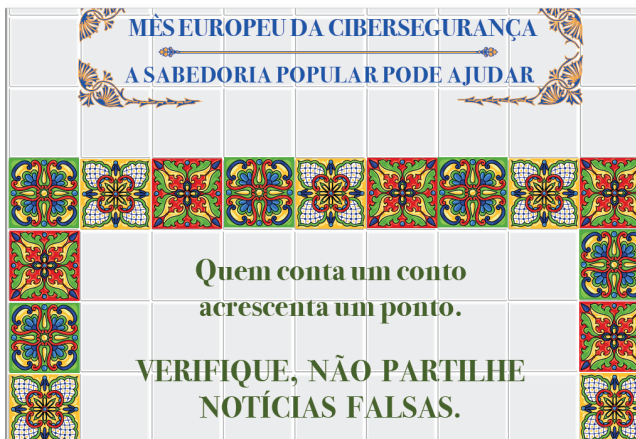 MÊS EUROPEU DA CIBERSEGURANÇA
A SABEDORIA POPULAR PODE AJUDAR
Quem conta um conto
acrescenta um ponto.
VERIFIQUE, NÃO PARTILHE
NOTÍCIAS FALSAS.